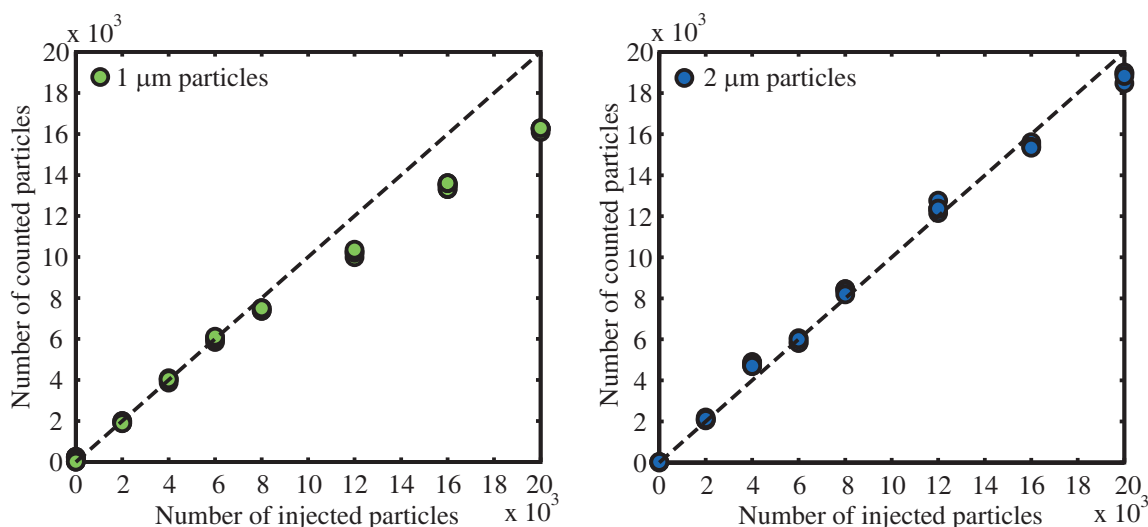 x 10³
20
18
16
14
12
10
8
6
4
2
0
Number of counted particles
1 µm particles
0 2 4 6 8 10 12 14 16 18 20
Number of injected particles
x 10³
x 10³
20
18
16
14
12
10
8
6
4
2
0
Number of counted particles
2 µm particles
0 2 4 6 8 10 12 14 16 18 20
Number of injected particles
x 10³